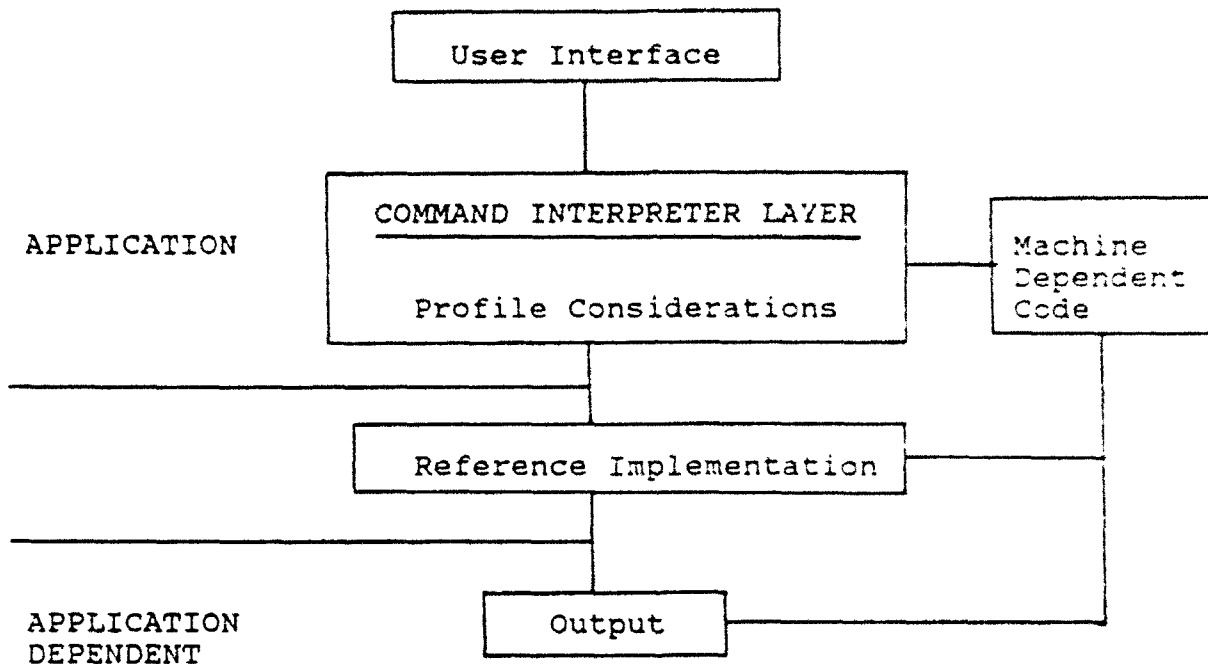 User Interface
COMMAND INTERPRETER LAYER
APPLICATION
Profile Considerations
Machine
Dependent
Code
Reference Implementation
Output
APPLICATION
DEPENDENT